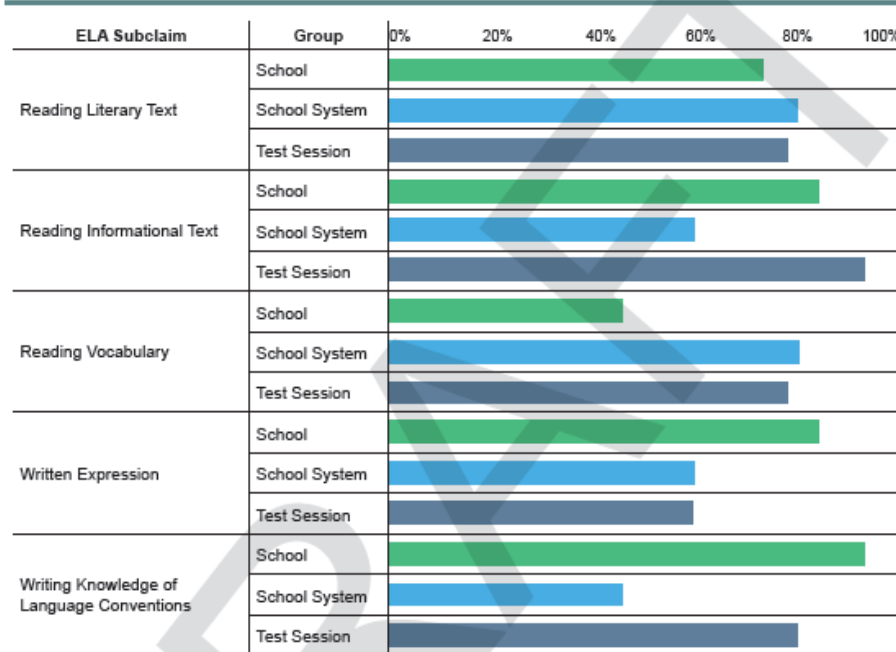 ELA Subclaim Group 0% 20% 40% 60% 80% 100%
Reading Literary Text
School
School System
Test Session
Reading Informational Text
School
School System
Test Session
Reading Vocabulary
School
School System
Test Session
Written Expression
School
School System
Test Session
Writing Knowledge of
Language Conventions
School
School System
Test Session
DRAFT